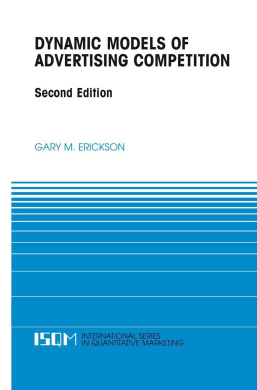 DYNAMIC MODELS OF
ADVERTISING COMPETITION
Second Edition
GARY M. ERICKSON
ISQM
INTERNATIONAL SERIES
IN QUANTITATIVE MARKETING